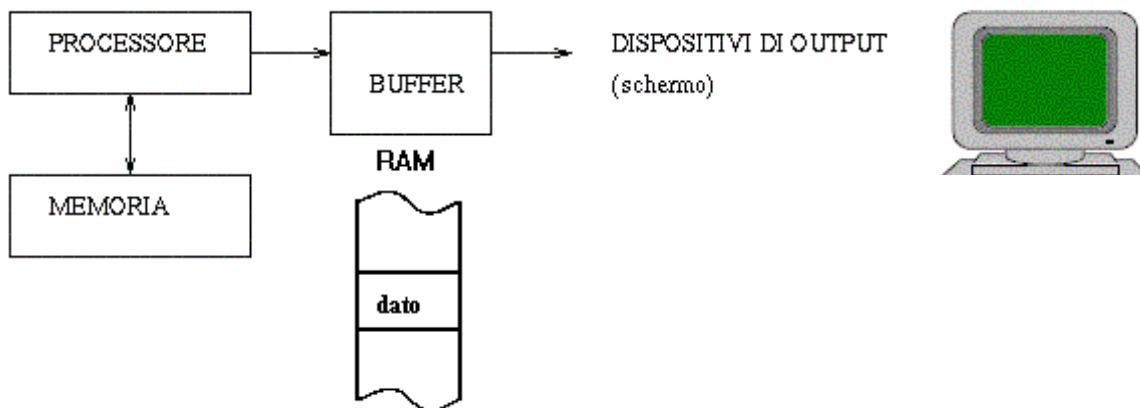 PROCESSORE
BUFFER
DISPOSITIVI DI OUTPUT
(schermo)
RAM
MEMORIA
dato